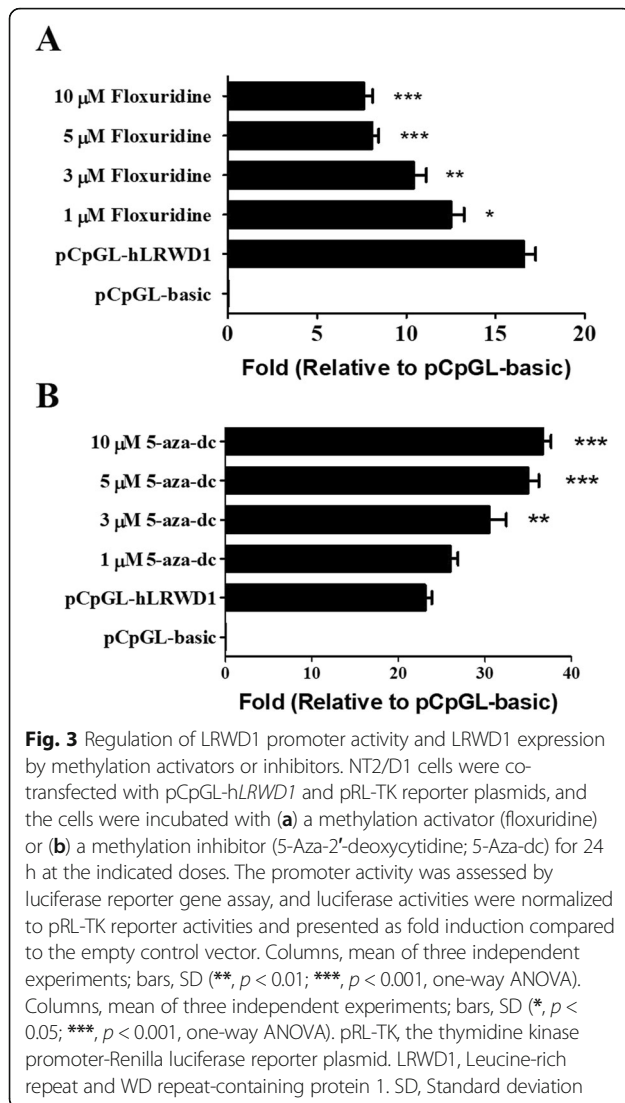 A
10 μM Floxuridine ***
5 μM Floxuridine ***
3 μM Floxuridine **
1 μM Floxuridine *
pCpGL-hLRWD1
pCpGL-basic
0 5 10 15 20
Fold (Relative to pCpGL-basic)
B
10 μM 5-aza-dc ***
5 μM 5-aza-dc ***
3 μM 5-aza-dc **
1 μM 5-aza-dc
pCpGL-hLRWD1
pCpGL-basic
0 10 20 30 40
Fold (Relative to pCpGL-basic)
Fig. 3 Regulation of LRWD1 promoter activity and LRWD1 expression
by methylation activators or inhibitors. NT2/D1 cells were co-
transfected with pCpGL-hLRWD1 and pRL-TK reporter plasmids, and
the cells were incubated with (a) a methylation activator (floxuridine)
or (b) a methylation inhibitor (5-Aza-2′-deoxycytidine; 5-Aza-dc) for 24
h at the indicated doses. The promoter activity was assessed by
luciferase reporter gene assay, and luciferase activities were normalized
to pRL-TK reporter activities and presented as fold induction compared
to the empty control vector. Columns, mean of three independent
experiments; bars, SD (**, p < 0.01; ***, p < 0.001, one-way ANOVA).
Columns, mean of three independent experiments; bars, SD (*, p <
0.05; ***, p < 0.001, one-way ANOVA). pRL-TK, the thymidine kinase
promoter-Renilla luciferase reporter plasmid. LRWD1, Leucine-rich
repeat and WD repeat-containing protein 1. SD, Standard deviation